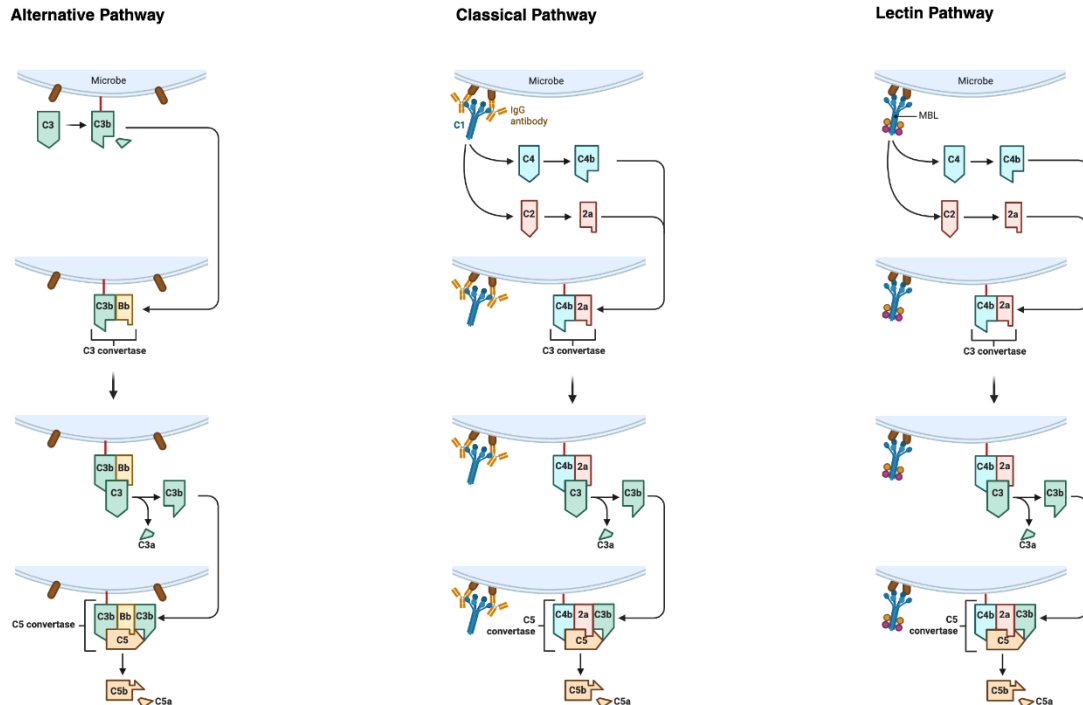 Alternative Pathway
Microbe
C3
C3b
C3b
Bb
C3 convertase
C3b
Bb
C3
C3b
C3a
C5 convertase
C3b
Bb
C3b
C5
C5b
C5a
Classical Pathway
Microbe
C1
IgG
antibody
C4
C4b
C2
2a
C4b
2a
C3 convertase
C4b
2a
C3
C3b
C3a
C5
convertase
C4b
2a
C3b
C5
C5b
C5a
Lectin Pathway
Microbe
MBL
C4
C4b
C2
2a
C4b
2a
C3 convertase
C4b
2a
C3
C3b
C3a
C5
convertase
C4b
2a
C3b
C5
C5b
C5a